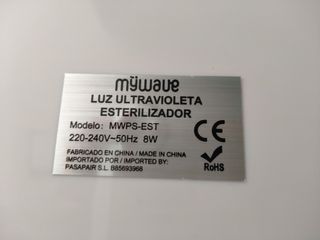 mÿwave
LUZ ULTRAVIOLETA
ESTERILIZADOR
Modelo: MWPS-EST
220-240V~50Hz 8W
CE
FABRICADO EN CHINA / MADE IN CHINA
IMPORTADO POR / IMPORTED BY:
PASAPAIR S.L. B85693968
RoHS